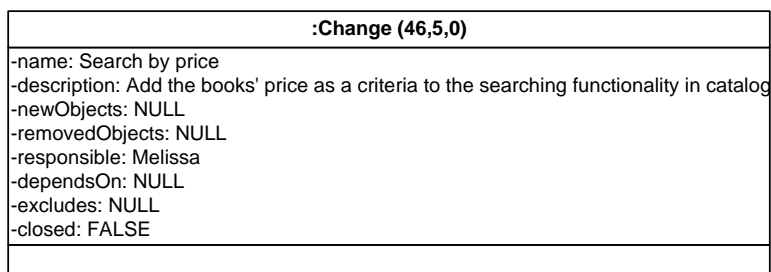 :Change (46,5,0)
-name: Search by price
-description: Add the books' price as a criteria to the searching functionality in catalog
-newObjects: NULL
-removedObjects: NULL
-responsible: Melissa
-dependsOn: NULL
-excludes: NULL
-closed: FALSE